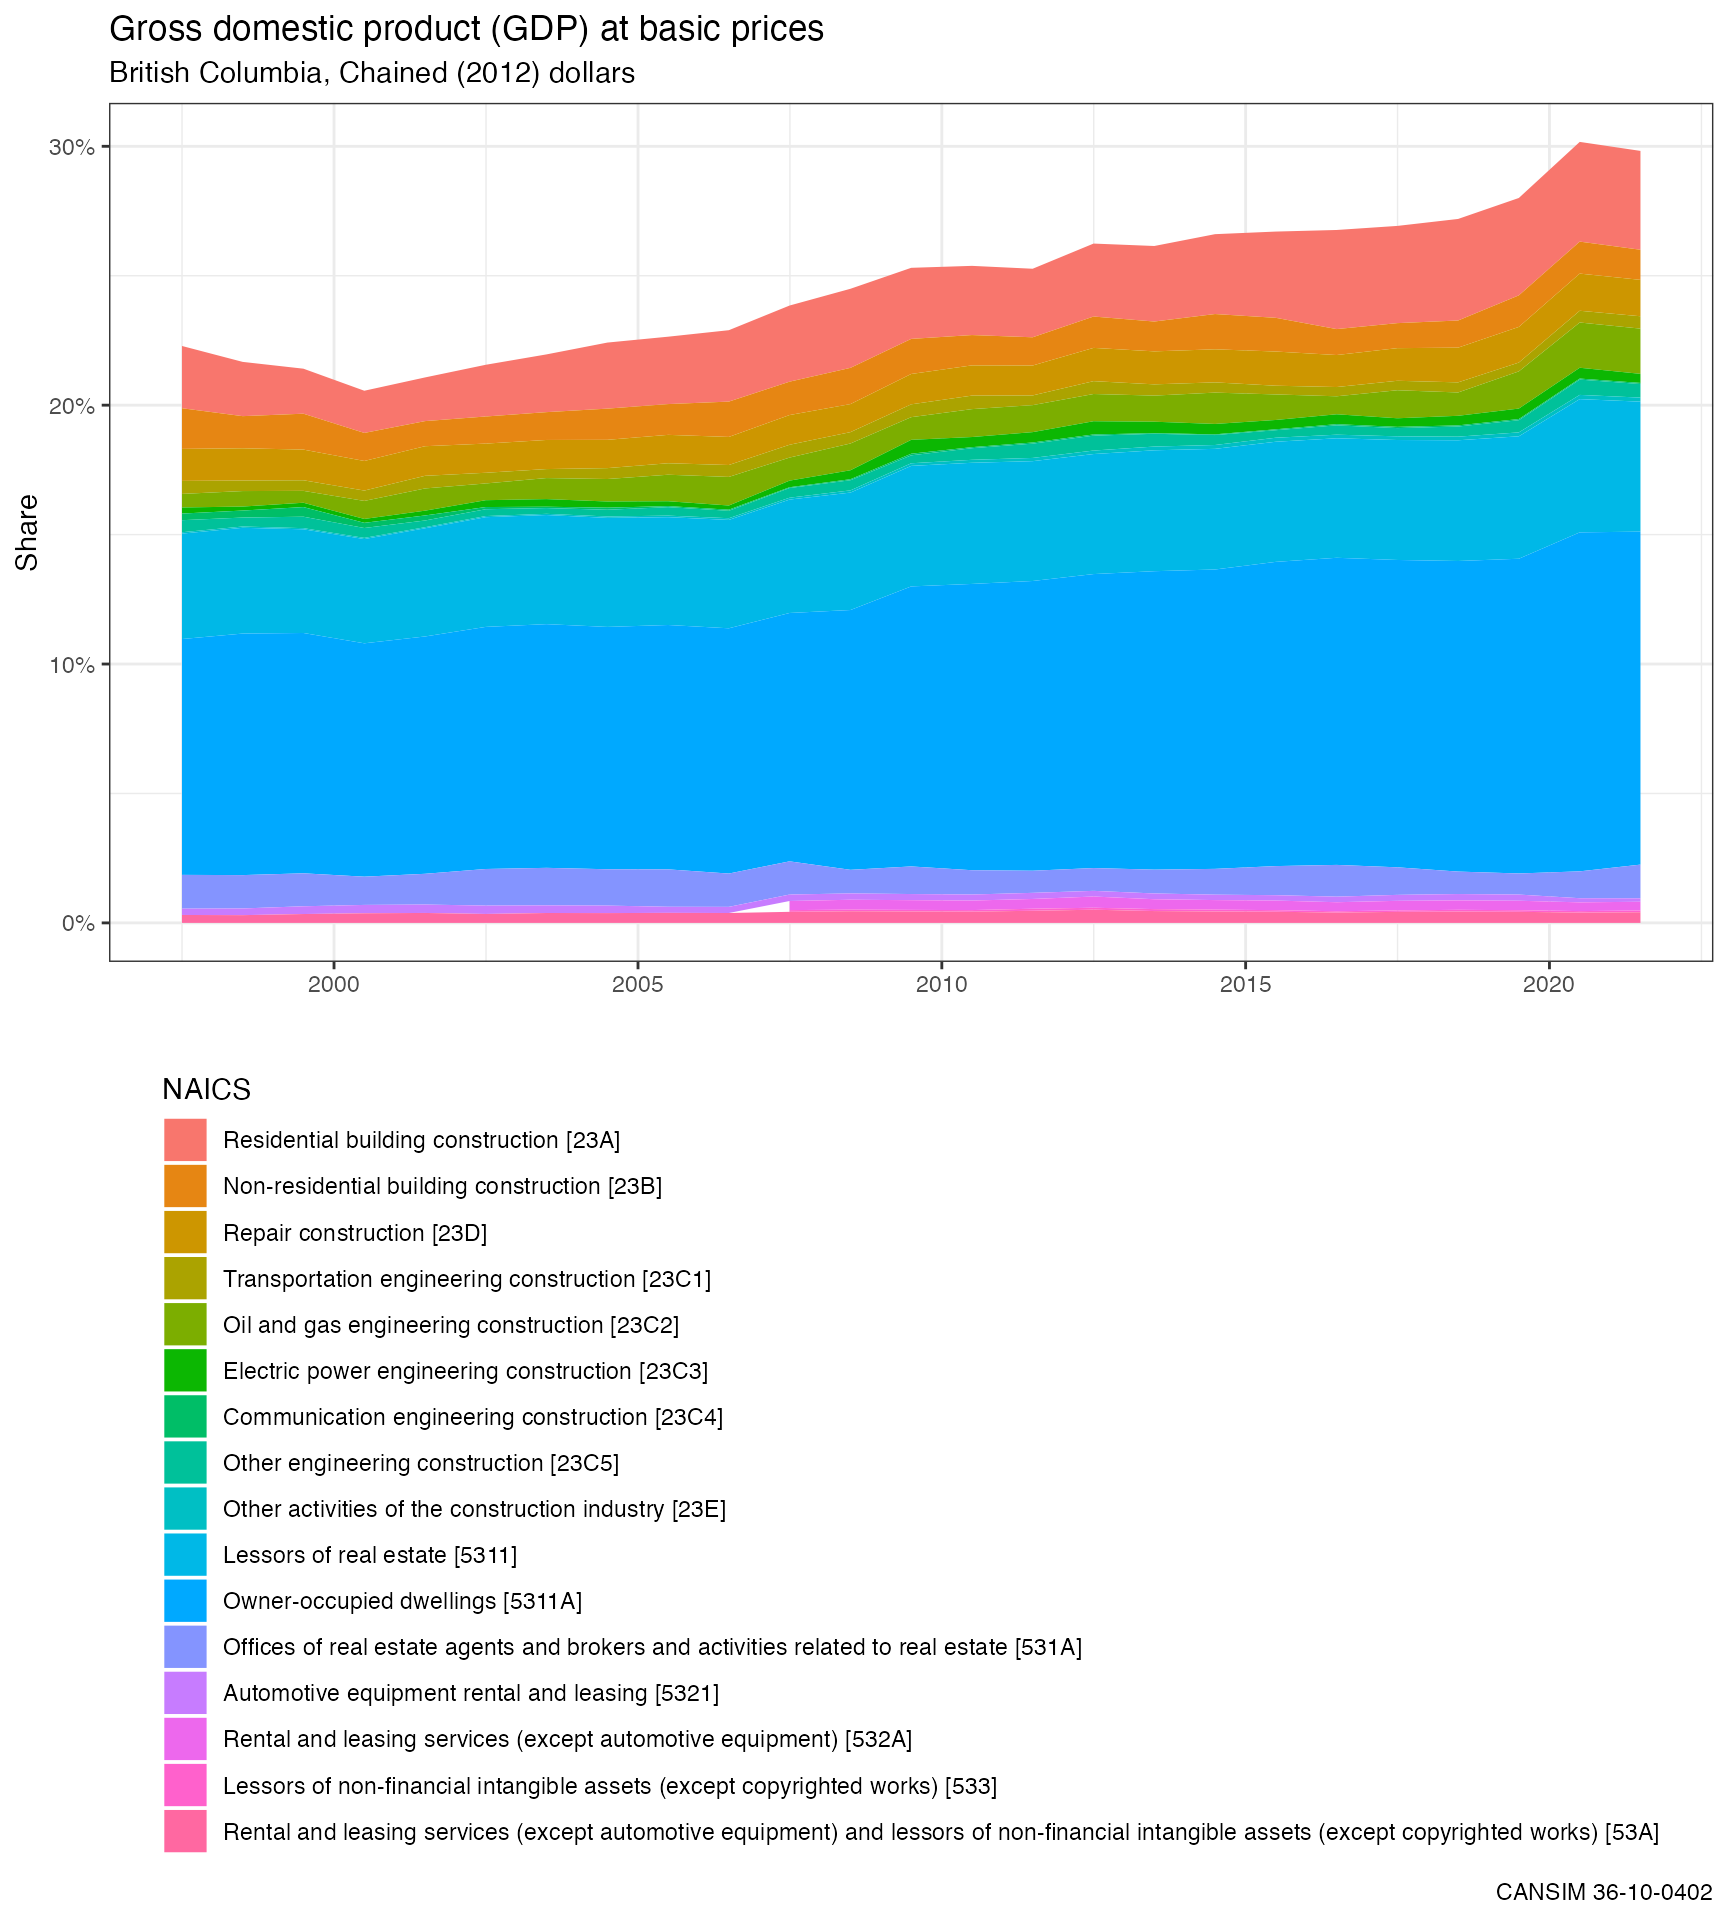 Gross domestic product (GDP) at basic prices
British Columbia, Chained (2012) dollars
Share
30%
20%
10%
0%
2000
2005
2010
2015
2020
NAICS
Residential building construction [23A]
Non-residential building construction [23B]
Repair construction [23D]
Transportation engineering construction [23C1]
Oil and gas engineering construction [23C2]
Electric power engineering construction [23C3]
Communication engineering construction [23C4]
Other engineering construction [23C5]
Other activities of the construction industry [23E]
Lessors of real estate [5311]
Owner-occupied dwellings [5311A]
Offices of real estate agents and brokers and activities related to real estate [531A]
Automotive equipment rental and leasing [5321]
Rental and leasing services (except automotive equipment) [532A]
Lessors of non-financial intangible assets (except copyrighted works) [533]
Rental and leasing services (except automotive equipment) and lessors of non-financial intangible assets (except copyrighted works) [53A]
CANSIM 36-10-0402